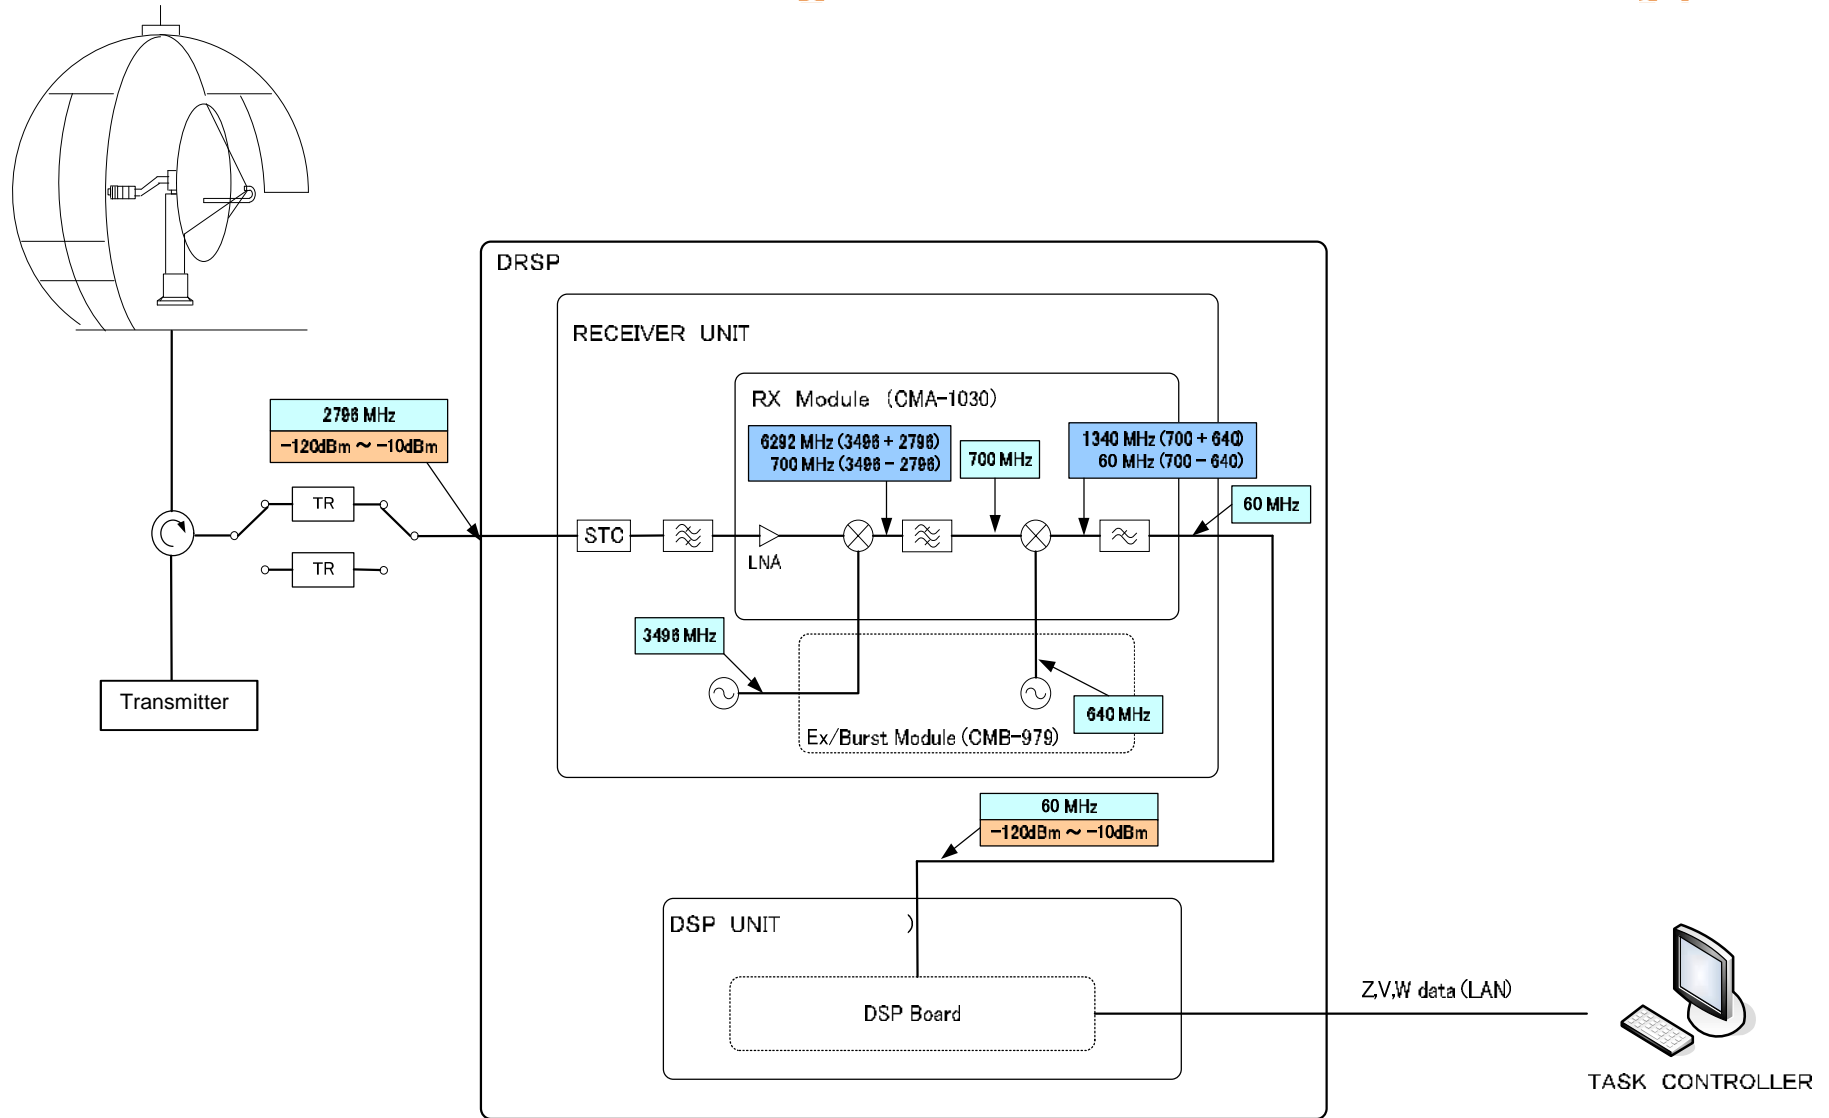 DRSP
RECEIVER UNIT
RX Module (CMA-1030)
2796 MHz
-120dBm ~ -10dBm
6292 MHz (3496 + 2796)
700 MHz (3496 - 2796)
700 MHz
1340 MHz (700 + 640)
60 MHz (700 - 640)
60 MHz
TR
TR
STC
LNA
3496 MHz
640 MHz
Ex/Burst Module (CMB-979)
Transmitter
60 MHz
-120dBm ~ -10dBm
DSP UNIT )
DSP Board
Z,V,W data (LAN)
TASK CONTROLLER